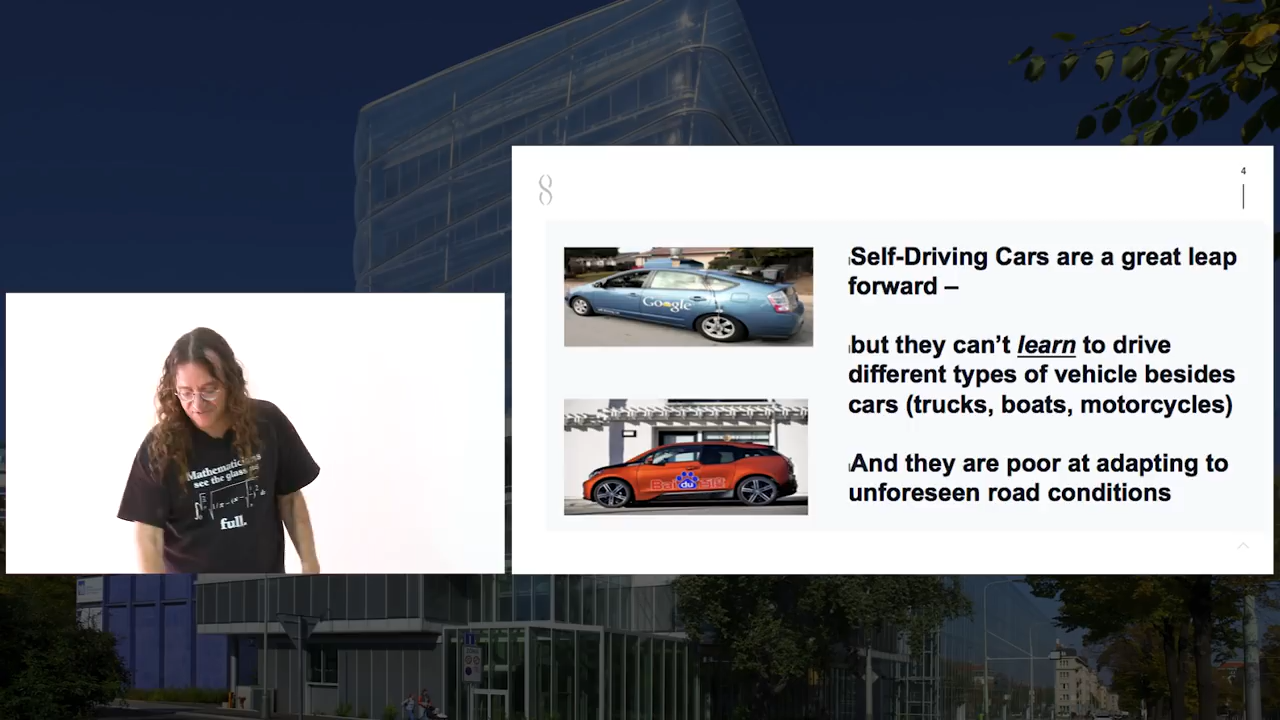 4
Self-Driving Cars are a great leap
forward –
but they can’t learn to drive
different types of vehicle besides
cars (trucks, boats, motorcycles)
And they are poor at adapting to
unforeseen road conditions
Google
Baidu
Mathematicians
see the glass as
full.